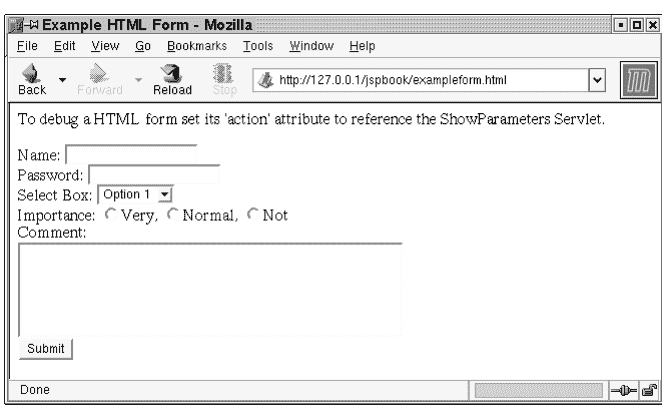 Example HTML Form - Mozilla
File Edit View Go Bookmarks Tools Window Help
Back Forward Reload Stop http://127.0.0.1/jspbook/exampleform.html
To debug a HTML form set its 'action' attribute to reference the ShowParameters Servlet.
Name:
Password:
Select Box: Option 1
Importance: Very, Normal, Not
Comment:
Submit
Done